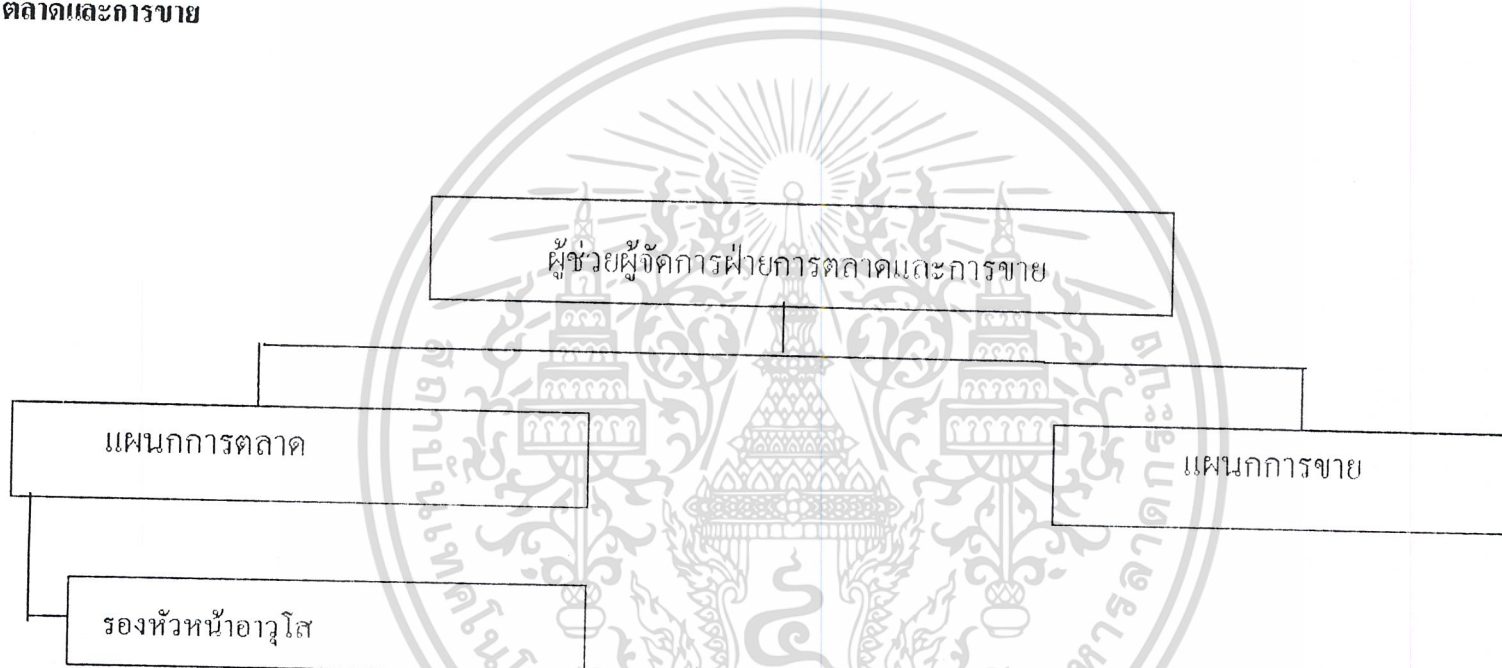 ตลาดและการขาย
ผู้ช่วยผู้จัดการฝ่ายการตลาดและการขาย
แผนกการตลาด
แผนกการขาย
รองหัวหน้าอาวุโส